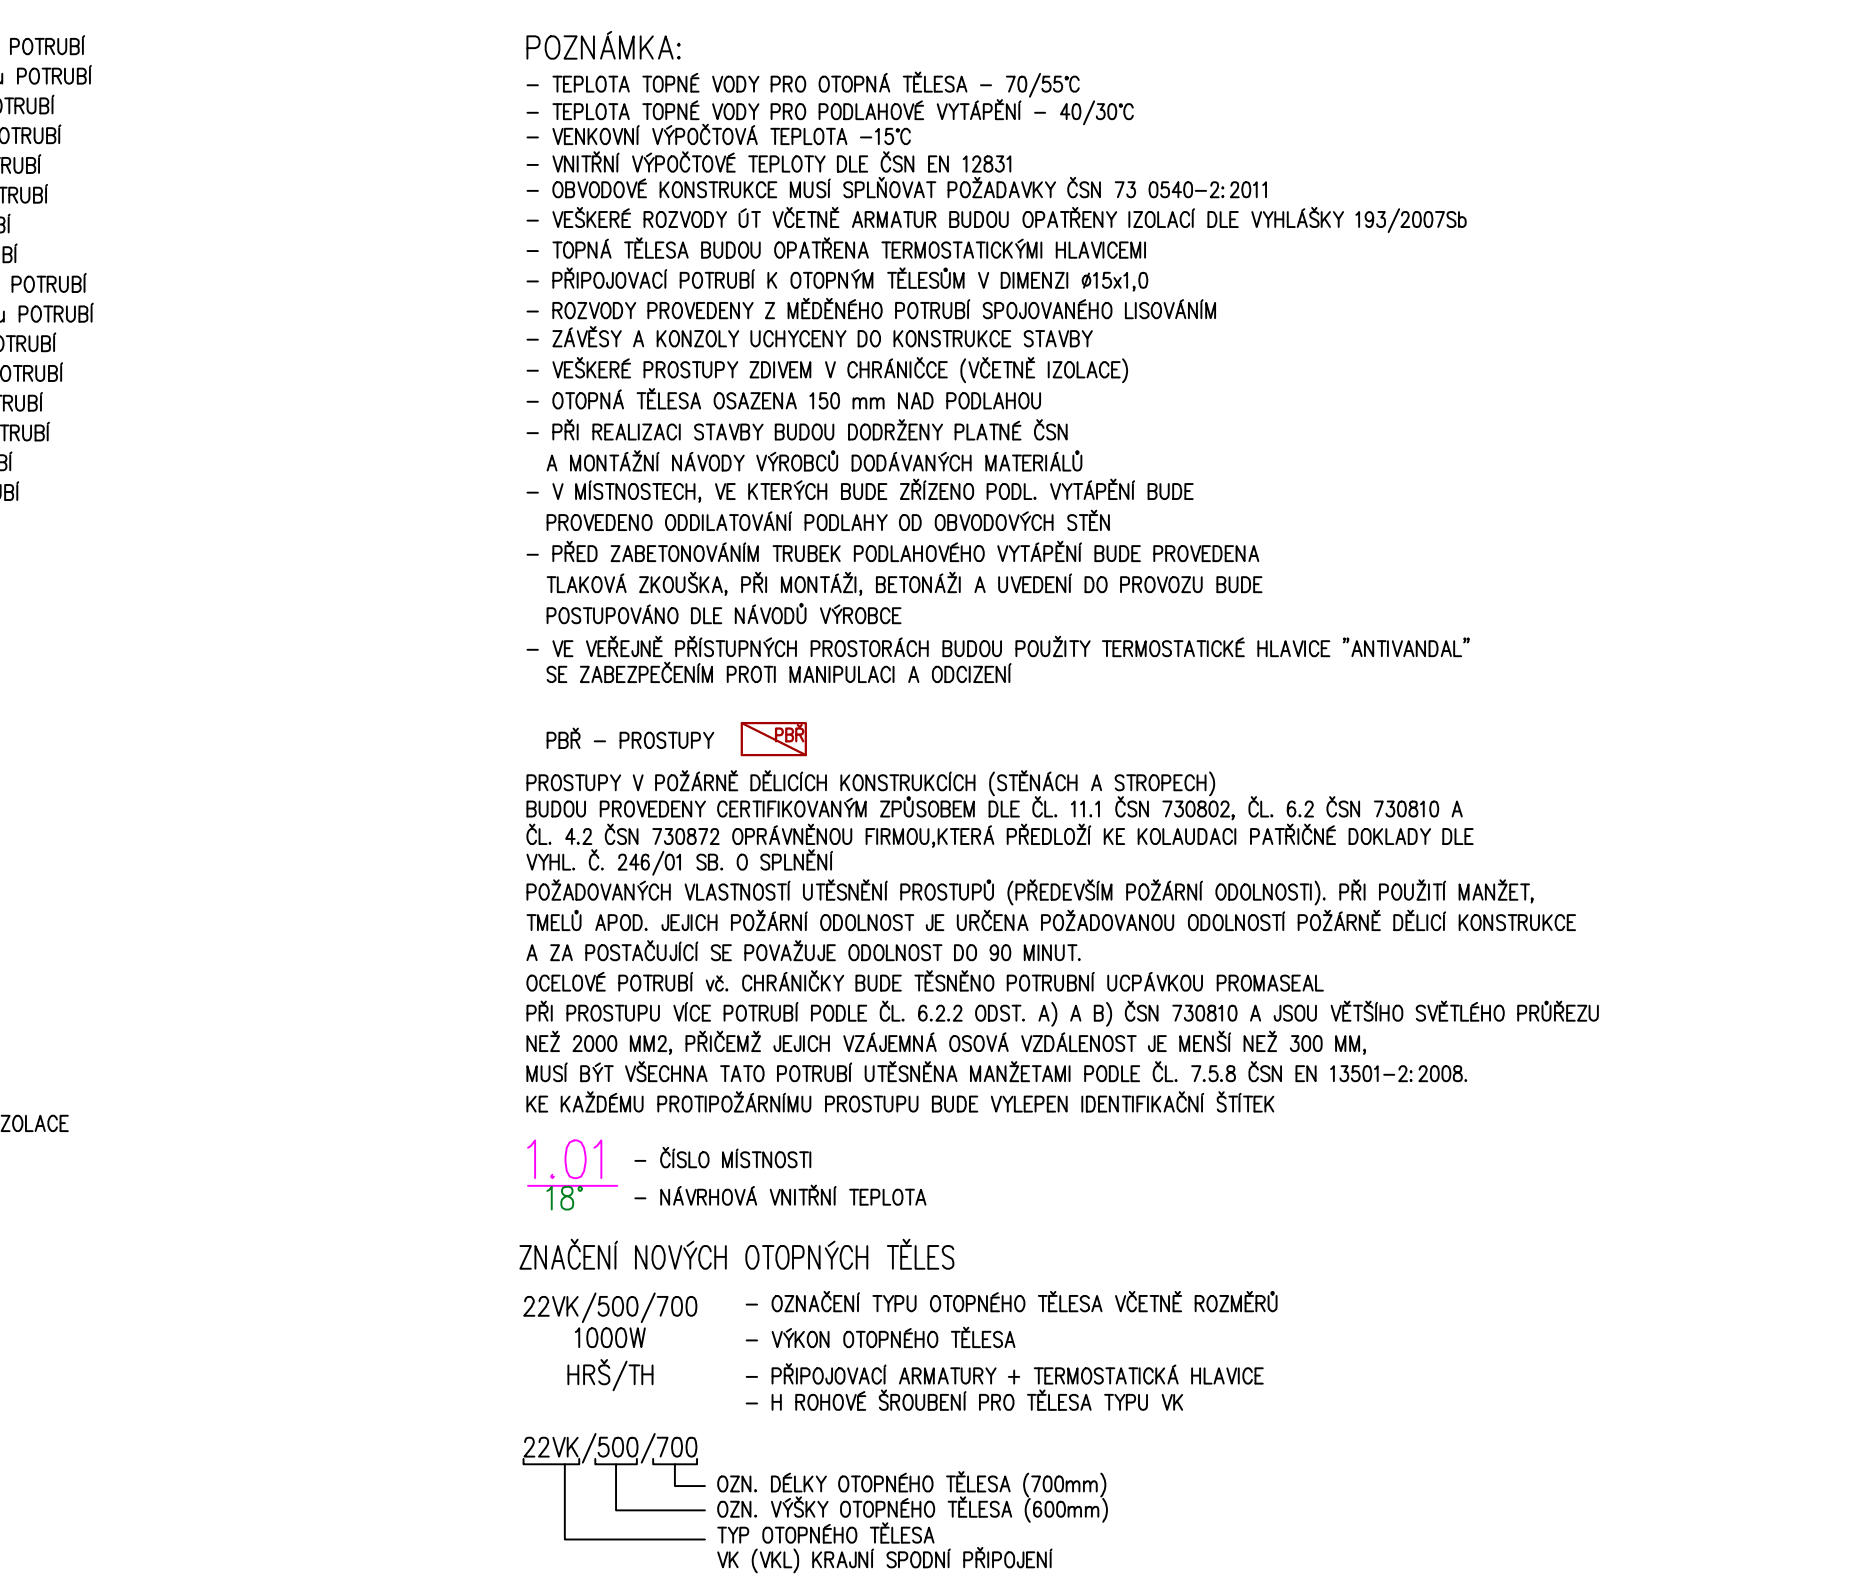 POTRUBÍ
u POTRUBÍ
OTRUBÍ
OTRUBÍ
TRUBÍ
TRUBÍ
BÍ
BÍ
POTRUBÍ
u POTRUBÍ
OTRUBÍ
OTRUBÍ
TRUBÍ
TRUBÍ
BÍ
UBÍ
ZOLACE
POZNÁMKA:
– TEPLOTA TOPNÉ VODY PRO OTOPNÁ TĚLESA – 70/55°C
– TEPLOTA TOPNÉ VODY PRO PODLAHOVÉ VYTÁPĚNÍ – 40/30°C
– VENKOVNÍ VÝPOČTOVÁ TEPLOTA –15°C
– VNITŘNÍ VÝPOČTOVÉ TEPLOTY DLE ČSN EN 12831
– OBVODOVÉ KONSTRUKCE MUSÍ SPLŇOVAT POŽADAVKY ČSN 73 0540–2:2011
– VEŠKERÉ ROZVODY ÚT VČETNĚ ARMATUR BUDOU OPATŘENY IZOLACÍ DLE VYHLÁŠKY 193/2007Sb
– TOPNÁ TĚLESA BUDOU OPATŘENA TERMOSTATICKÝMI HLAVICEMI
– PŘIPOJOVACÍ POTRUBÍ K OTOPNÝM TĚLESŮM V DIMENZI ø15x1,0
– ROZVODY PROVEDENY Z MĚDĚNÉHO POTRUBÍ SPOJOVANÉHO LISOVÁNÍM
– ZÁVĚSY A KONZOLY UCHYCENY DO KONSTRUKCE STAVBY
– VEŠKERÉ PROSTUPY ZDIVEM V CHRÁNIČCE (VČETNĚ IZOLACE)
– OTOPNÁ TĚLESA OSAZENA 150 mm NAD PODLAHOU
– PŘI REALIZACI STAVBY BUDOU DODRŽENY PLATNÉ ČSN
A MONTÁŽNÍ NÁVODY VÝROBCŮ DODÁVANÝCH MATERIÁLŮ
– V MÍSTNOSTECH, VE KTERÝCH BUDE ZŘÍZENO PODL. VYTÁPĚNÍ BUDE
PROVEDENO ODDILATOVÁNÍ PODLAHY OD OBVODOVÝCH STĚN
– PŘED ZABETONOVÁNÍM TRUBEK PODLAHOVÉHO VYTÁPĚNÍ BUDE PROVEDENA
TLAKOVÁ ZKOUŠKA, PŘI MONTÁŽI, BETONÁŽI A UVEDENÍ DO PROVOZU BUDE
POSTUPOVÁNO DLE NÁVODŮ VÝROBCE
– VE VEŘEJNĚ PŘÍSTUPNÝCH PROSTORÁCH BUDOU POUŽITY TERMOSTATICKÉ HLAVICE "ANTIVANDAL"
SE ZABEZPEČENÍM PROTI MANIPULACI A ODCIZENÍ
PBŘ – PROSTUPY PBŘ
PROSTUPY V POŽÁRNĚ DĚLICÍCH KONSTRUKCÍCH (STĚNÁCH A STROPECH)
BUDOU PROVEDENY CERTIFIKOVANÝM ZPŮSOBEM DLE ČL. 11.1 ČSN 730802, ČL. 6.2 ČSN 730810 A
ČL. 4.2 ČSN 730872 OPRÁVNĚNOU FIRMOU,KTERÁ PŘEDLOŽÍ KE KOLAUDACI PATŘIČNÉ DOKLADY DLE
VYHL. Č. 246/01 SB. O SPLNĚNÍ
POŽADOVANÝCH VLASTNOSTÍ UTĚSNĚNÍ PROSTUPŮ (PŘEDEVŠÍM POŽÁRNÍ ODOLNOSTI). PŘI POUŽITÍ MANŽET,
TMELŮ APOD. JEJICH POŽÁRNÍ ODOLNOST JE URČENA POŽADOVANOU ODOLNOSTÍ POŽÁRNĚ DĚLICÍ KONSTRUKCE
A ZA POSTAČUJÍCÍ SE POVAŽUJE ODOLNOST DO 90 MINUT.
OCELOVÉ POTRUBÍ vč. CHRÁNIČKY BUDE TĚSNĚNO POTRUBNÍ UCPÁVKOU PROMASEAL
PŘI PROSTUPU VÍCE POTRUBÍ PODLE ČL. 6.2.2 ODST. A) A B) ČSN 730810 A JSOU VĚTŠÍHO SVĚTLÉHO PRŮŘEZU
NEŽ 2000 MM2, PŘIČEMŽ JEJICH VZÁJEMNÁ OSOVÁ VZDÁLENOST JE MENŠÍ NEŽ 300 MM,
MUSÍ BÝT VŠECHNA TATO POTRUBÍ UTĚSNĚNA MANŽETAMI PODLE ČL. 7.5.8 ČSN EN 13501–2:2008.
KE KAŽDÉMU PROTIPOŽÁRNÍMU PROSTUPU BUDE VYLEPEN IDENTIFIKAČNÍ ŠTÍTEK
1.01 – ČÍSLO MÍSTNOSTI
18° – NÁVRHOVÁ VNITŘNÍ TEPLOTA
ZNAČENÍ NOVÝCH OTOPNÝCH TĚLES
22VK/500/700 – OZNAČENÍ TYPU OTOPNÉHO TĚLESA VČETNĚ ROZMĚRŮ
1000W – VÝKON OTOPNÉHO TĚLESA
HRŠ/TH – PŘIPOJOVACÍ ARMATURY + TERMOSTATICKÁ HLAVICE
– H ROHOVÉ ŠROUBENÍ PRO TĚLESA TYPU VK
22VK/500/700
OZN. DÉLKY OTOPNÉHO TĚLESA (700mm)
OZN. VÝŠKY OTOPNÉHO TĚLESA (600mm)
TYP OTOPNÉHO TĚLESA
VK (VKL) KRAJNÍ SPODNÍ PŘIPOJENÍ